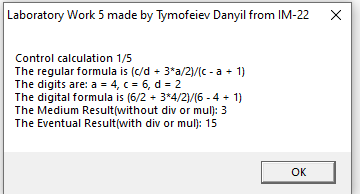 Laboratory Work 5 made by Tymofeiev Danyil from IM-22
Control calculation 1/5
The regular formula is (c/d + 3*a/2)/(c - a + 1)
The digits are: a = 4, c = 6, d = 2
The digital formula is (6/2 + 3*4/2)/(6 - 4 + 1)
The Medium Result(without div or mul): 3
The Eventual Result(with div or mul): 15
OK